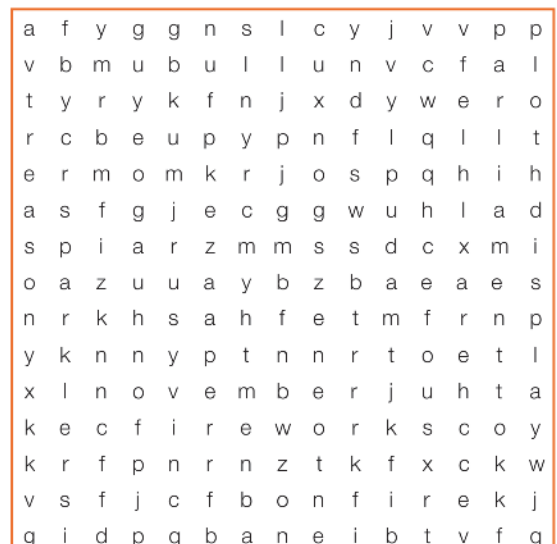 a f y g g n s l c y j v v p p
v b m u b u l l u n v c f a l
t y r y k f n j x d y w e r o
r c b e u p y p n f l q l l t
e r m o m k r j o s p q h i h
a s f g j e c g g w u h l a d
s p i a r z m m s s d c x m i
o a z u u a y b z b a e a e s
n r k h s a h f e t m f r n p
y k n n y p t n n r t o e t l
x l n o v e m b e r j u h t a
k e c f i r e w o r k s c o y
k r f p n r n z t k f x c k w
v s f j c f b o n f i r e k j
g i d p g b a n e i b t v f g